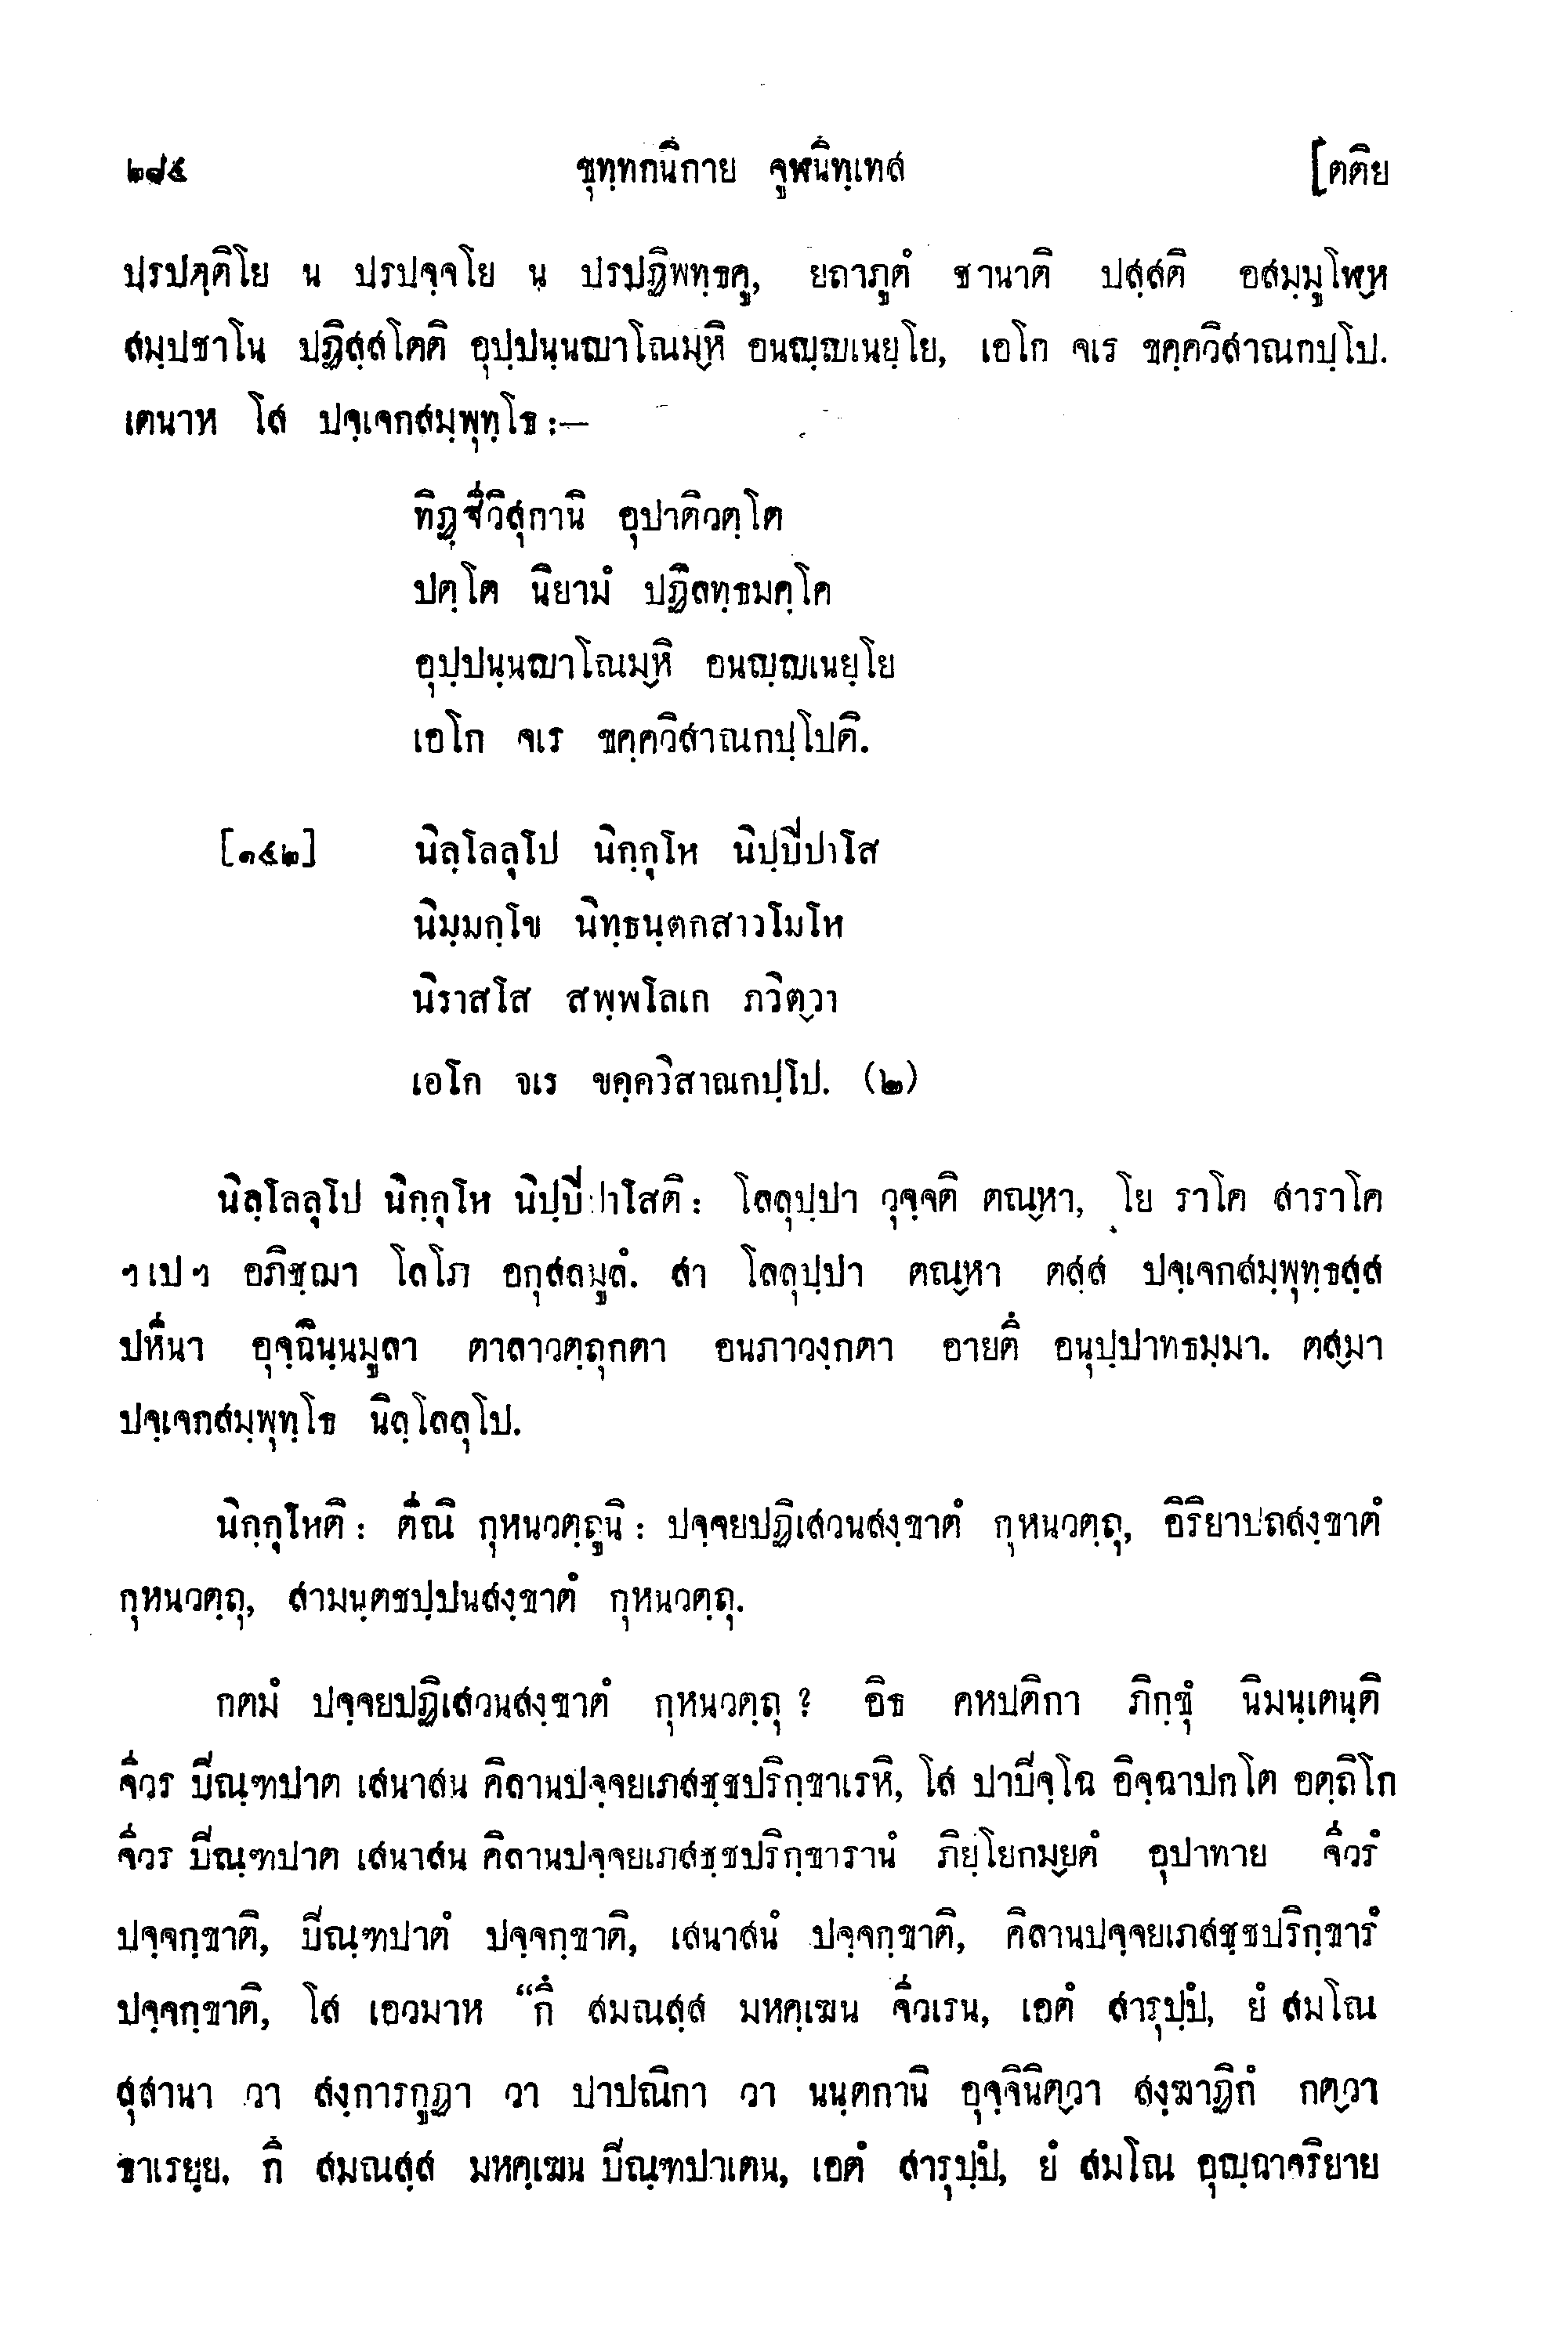 ๒๘๕ ขุทฺทกนิกาย จูฬนิทฺเทส [ตติย
ปรปตฺติโย น ปรปจฺจโย น ปรปฏิพทฺธคู, ยถาภูตํ ชานาติ ปสฺสติ อสมฺมูโฬฺห
สมฺปชาโน ปฏิสฺสโตติ อุปฺปนฺนญาโณมฺหิ อนญฺญเนยฺโย, เอโก จเร ขคฺควิสาณกปฺโป.
เตนาห โส ปจฺเจกสมฺพุทฺโธ :—
ทิฏฺฐีวิสูกานิ อุปาติวตฺโต
ปตฺโต นิยามํ ปฏิลทฺธมคฺโค
อุปฺปนฺนญาโณมฺหิ อนญฺญเนยฺโย
เอโก จเร ขคฺควิสาณกปฺโปติ.
[๑๔๒] นิลฺโลลุโป นิกฺกุโห นิปฺปิปาโส
นิมฺมกฺโข นิทฺธนฺตกสาวโมโห
นิราสโส สพฺพโลเก ภวิตฺวา
เอโก จเร ขคฺควิสาณกปฺโป. (๒)
นิลฺโลลุโป นิกฺกุโห นิปฺปิปาโสติ : โลลุปฺปา วุจฺจติ ตณฺหา, โย ราโค สาราโค
ฯเปฯ อภิชฺฌา โลโภ อกุสลมูลํ. สา โลลุปฺปา ตณฺหา ตสฺส ปจฺเจกสมฺพุทฺธสฺส
ปหีนา อุจฺฉินฺนมูลา ตาลาวตฺถุกตา อนภาวงฺกตา อายตึ อนุปฺปาทธมฺมา. ตสฺมา
ปจฺเจกสมฺพุทฺโธ นิลฺโลลุโป.
นิกฺกุโหติ : ตีณิ กุหนวตฺถูนิ : ปจฺจยปฏิเสวนสงฺขาตํ กุหนวตฺถุ, อิริยาปถสงฺขาตํ
กุหนวตฺถุ, สามนฺตชปฺปนสงฺขาตํ กุหนวตฺถุ.
กตมํ ปจฺจยปฏิเสวนสงฺขาตํ กุหนวตฺถุ ? อิธ คหปติกา ภิกฺขุํ นิมนฺเตนฺติ
จีวร ปิณฺฑปาต เสนาสน คิลานปจฺจยเภสชฺชปริกฺขาเรหิ, โส ปาปิจฺโฉ อิจฺฉาปกโต อตฺถิโก
จีวร ปิณฺฑปาต เสนาสน คิลานปจฺจยเภสชฺชปริกฺขารานํ ภิยฺโยกมฺยตํ อุปาทาย จีวรํ
ปจฺจกฺขาติ, ปิณฺฑปาตํ ปจฺจกฺขาติ, เสนาสนํ ปจฺจกฺขาติ, คิลานปจฺจยเภสชฺชปริกฺขารํ
ปจฺจกฺขาติ, โส เอวมาห “กึ สมณสฺส มหคฺเฆน จีวเรน, เอตํ สารุปฺปํ, ยํ สมโณ
สุสานา วา สงฺการกูฏา วา ปาปณิกา วา นนฺตกานิ อุจฺจินิตฺวา สงฺฆาฏิกํ กตฺวา
ธาเรยฺย, กึ สมณสฺส มหคฺเฆน ปิณฺฑปาเตน, เอตํ สารุปฺปํ, ยํ สมโณ อุญฺฉาจริยาย